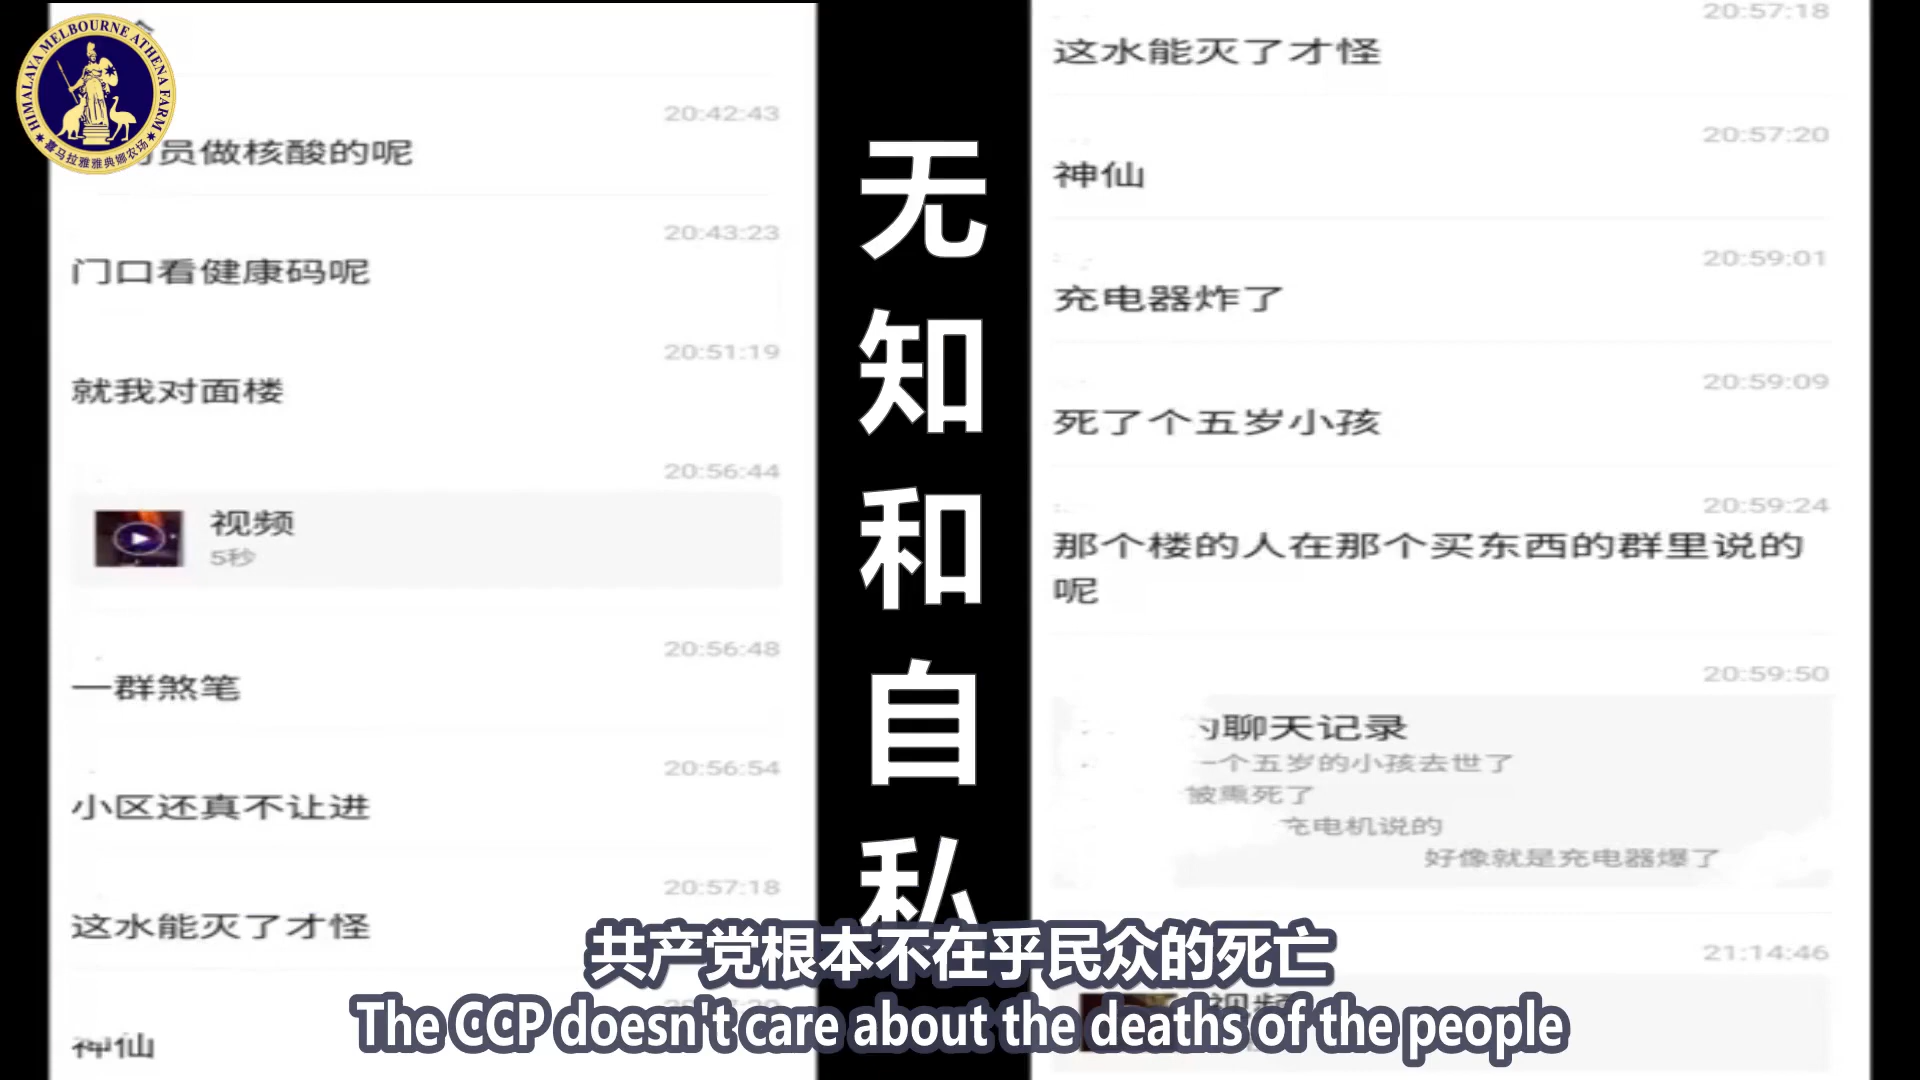 HIMALAYA MELBOURNE ATHENA FARM
喜马拉雅雅典娜农场
20:42:43
员做核酸的呢
20:43:23
门口看健康码呢
20:51:19
就我对面楼
20:56:44
视频
5秒
20:56:48
一群煞笔
20:56:54
小区还真不让进
20:57:18
这水能灭了才怪
神仙
无知和自私
20:57:18
这水能灭了才怪
20:57:20
神仙
20:59:01
充电器炸了
20:59:09
死了个五岁小孩
20:59:24
那个楼的人在那个买东西的群里说的
呢
20:59:50
的聊天记录
一个五岁的小孩去世了
被熏死了
充电机说的
好像就是充电器爆了
21:14:46
视频
共产党根本不在乎民众的死亡
The CCP doesn't care about the deaths of the people